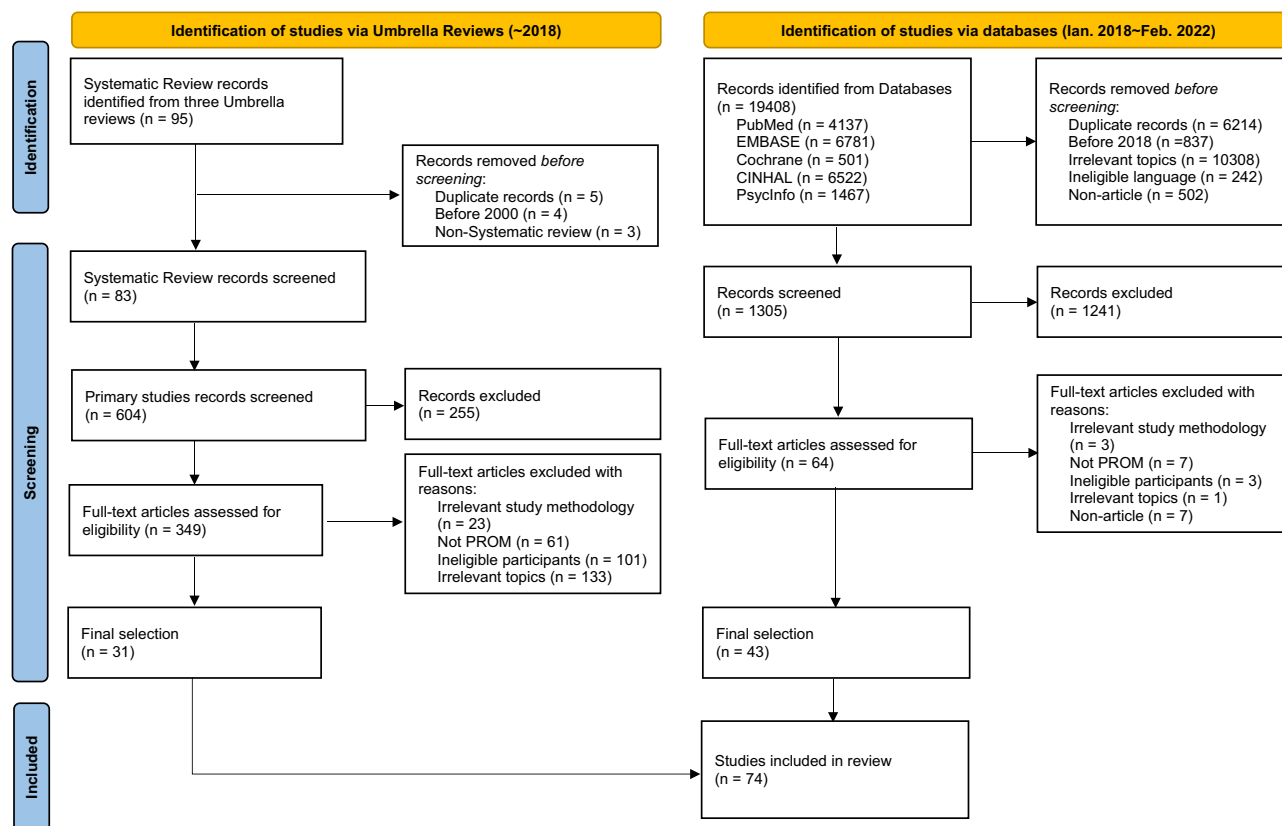 Identification of studies via Umbrella Reviews (~2018)
Identification of studies via databases (Ian. 2018~Feb. 2022)
Identification
Systematic Review records
identified from three Umbrella
reviews (n = 95)
Records removed before
screening:
Duplicate records (n = 5)
Before 2000 (n = 4)
Non-Systematic review (n = 3)
Records identified from Databases
(n = 19408)
PubMed (n = 4137)
EMBASE (n = 6781)
Cochrane (n = 501)
CINHAL (n = 6522)
PsycInfo (n = 1467)
Records removed before
screening:
Duplicate records (n = 6214)
Before 2018 (n =837)
Irrelevant topics (n = 10308)
Ineligible language (n = 242)
Non-article (n = 502)
Screening
Systematic Review records screened
(n = 83)
Primary studies records screened
(n = 604)
Records excluded
(n = 255)
Full-text articles assessed for
eligibility (n = 349)
Full-text articles excluded with
reasons:
Irrelevant study methodology
(n = 23)
Not PROM (n = 61)
Ineligible participants (n = 101)
Irrelevant topics (n = 133)
Final selection
(n = 31)
Records screened
(n = 1305)
Records excluded
(n = 1241)
Full-text articles assessed for
eligibility (n = 64)
Full-text articles excluded with
reasons:
Irrelevant study methodology
(n = 3)
Not PROM (n = 7)
Ineligible participants (n = 3)
Irrelevant topics (n = 1)
Non-article (n = 7)
Final selection
(n = 43)
Included
Studies included in review
(n = 74)